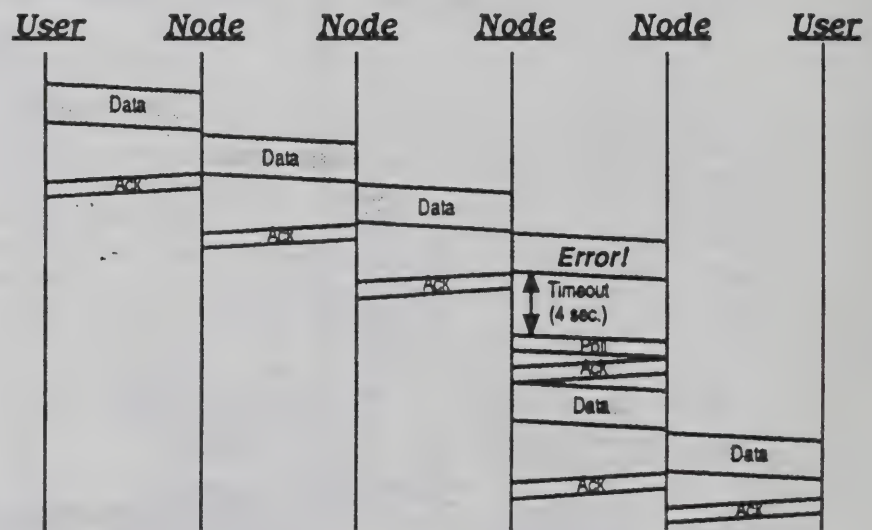 User Node Node Node Node User
Data
Data
Ack
Data
Ack
Error!
Ack
Timeout
(4 sec.)
Poll
Ack
Data
Data
Ack
Ack